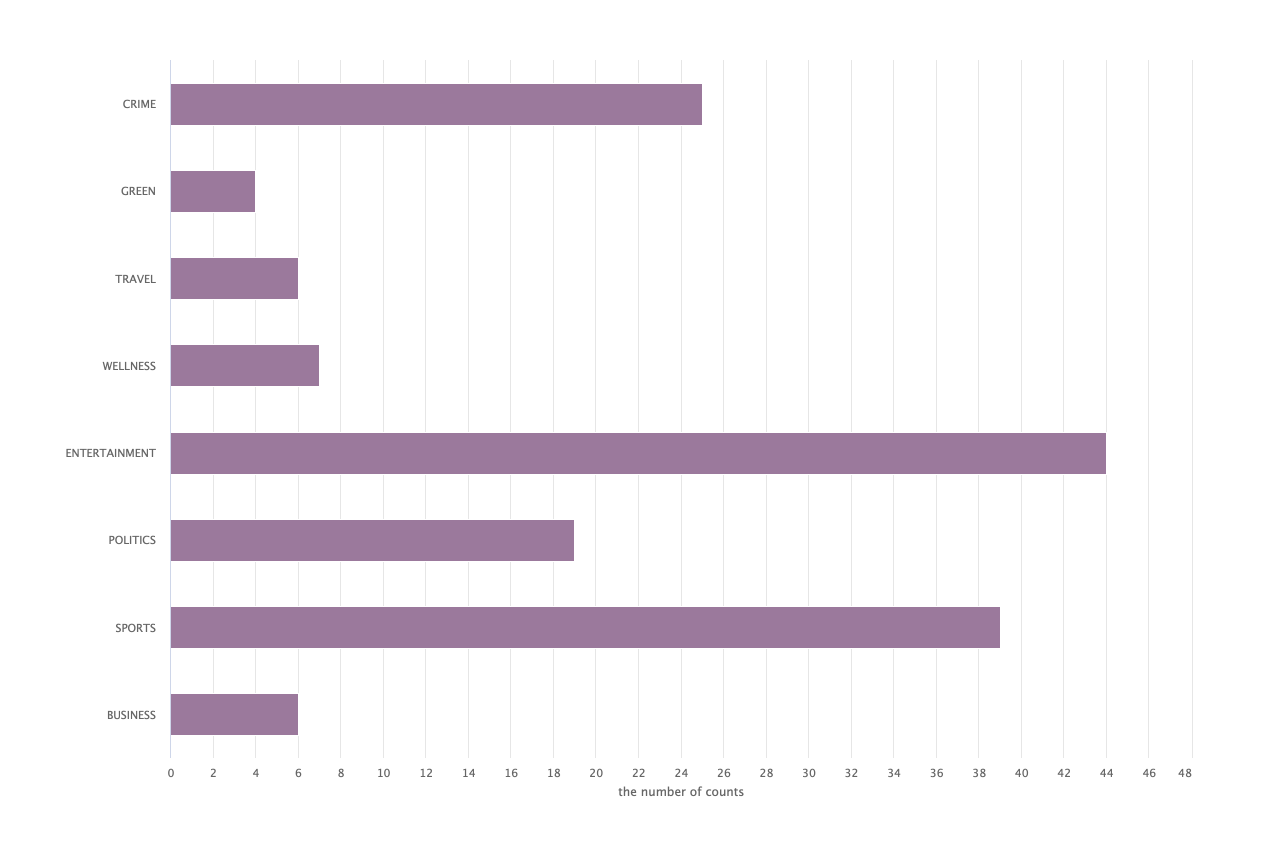 CRIME
GREEN
TRAVEL
WELLNESS
ENTERTAINMENT
POLITICS
SPORTS
BUSINESS
0 2 4 6 8 10 12 14 16 18 20 22 24 26 28 30 32 34 36 38 40 42 44 46 48
the number of counts